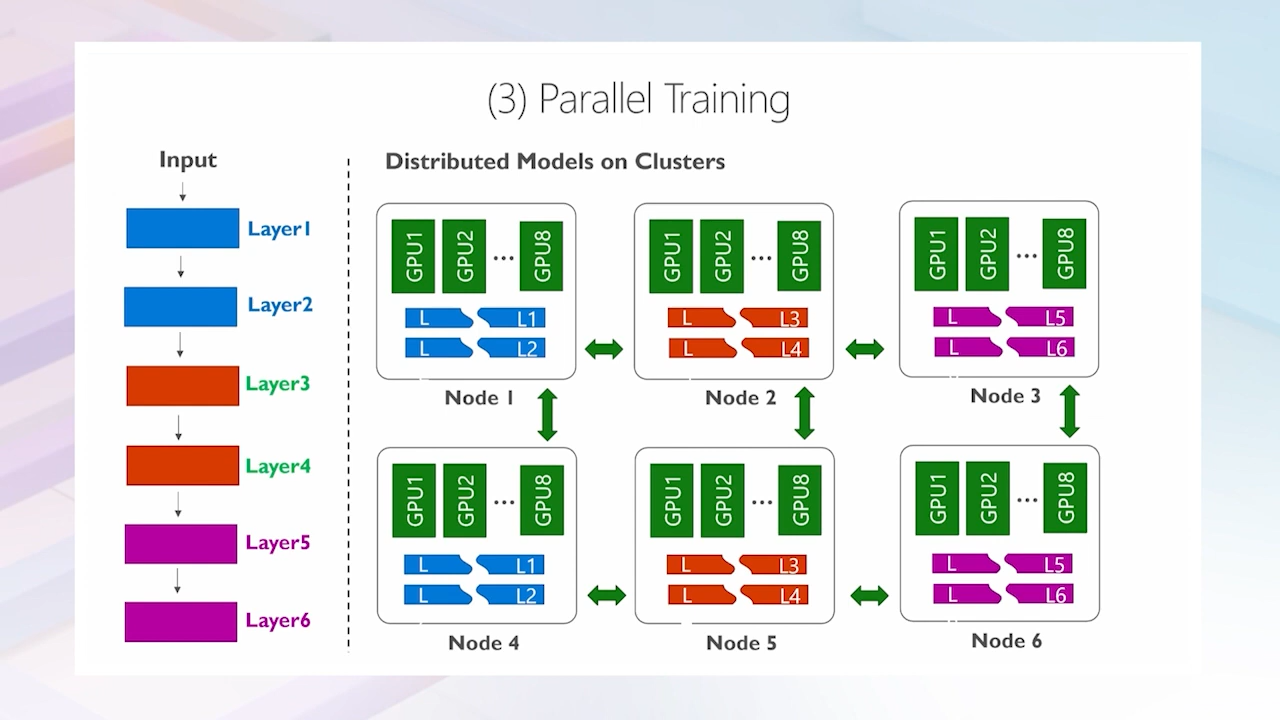 (3) Parallel Training
Input
Layer1
Layer2
Layer3
Layer4
Layer5
Layer6
Distributed Models on Clusters
GPU1 GPU2 ... GPU8
L L1
L L2
Node 1
GPU1 GPU2 ... GPU8
L L3
L L4
Node 2
GPU1 GPU2 ... GPU8
L L5
L L6
Node 3
GPU1 GPU2 ... GPU8
L L1
L L2
Node 4
GPU1 GPU2 ... GPU8
L L3
L L4
Node 5
GPU1 GPU2 ... GPU8
L L5
L L6
Node 6